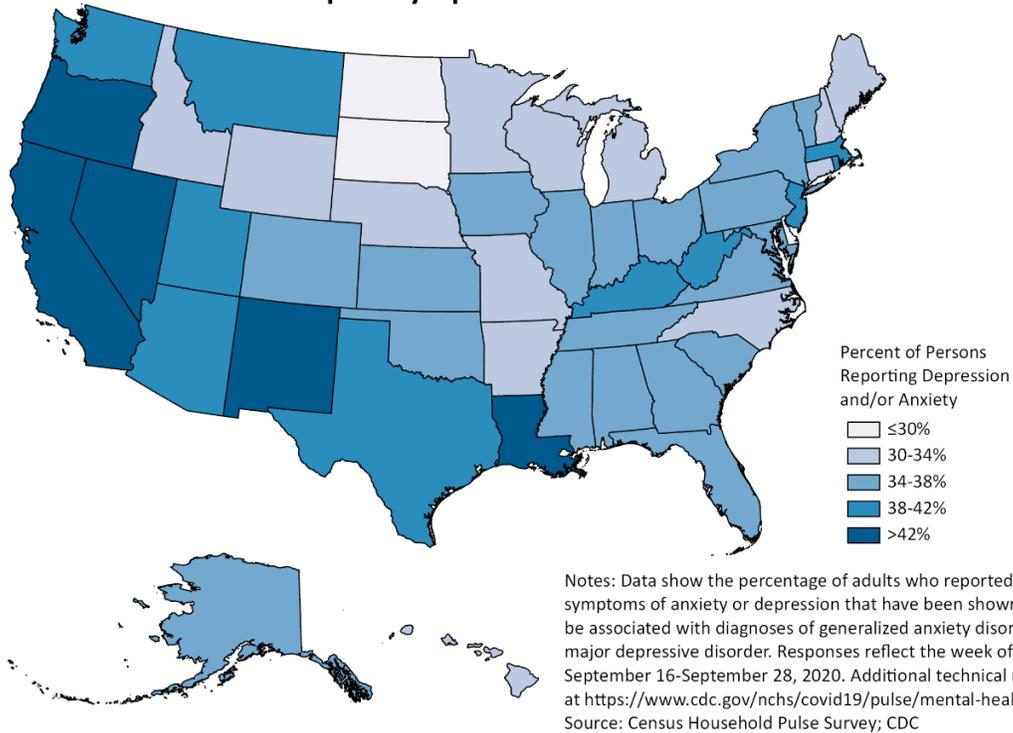 Percent of Persons
Reporting Depression
and/or Anxiety
≤30%
30-34%
34-38%
38-42%
>42%
Notes: Data show the percentage of adults who reported
symptoms of anxiety or depression that have been shown
be associated with diagnoses of generalized anxiety
major depressive disorder. Responses reflect the week of
September 16-September 28, 2020. Additional technical
at https://www.cdc.gov/nchs/covid19/pulse/mental-heal
Source: Census Household Pulse Survey; CDC